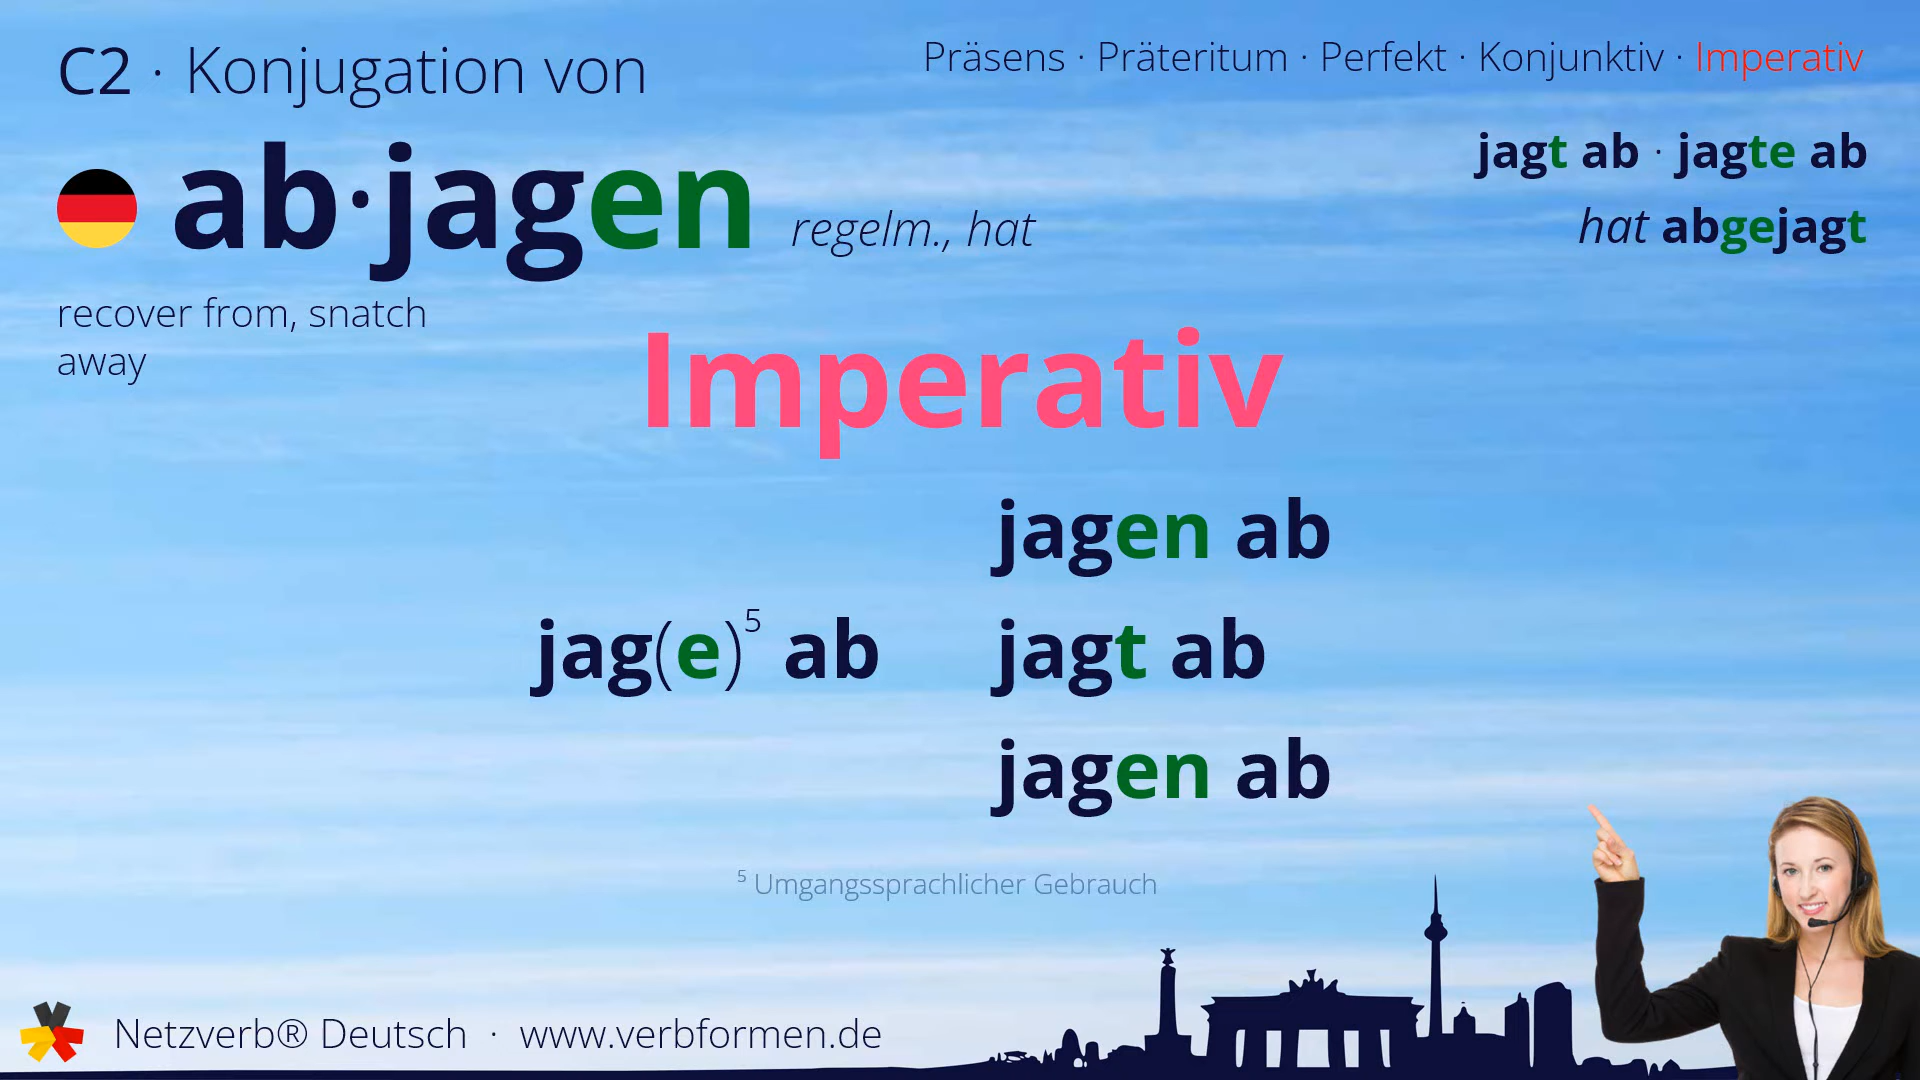 C2 · Konjugation von
Präsens · Präteritum · Perfekt · Konjunktiv · Imperativ
ab·jagen regelm., hat
jagt ab · jagte ab
hat abgejagt
recover from, snatch
away
Imperativ
jagen ab
jag(e)⁵ ab jagt ab
jagen ab
⁵ Umgangssprachlicher Gebrauch
Netzverb® Deutsch · www.verbformen.de